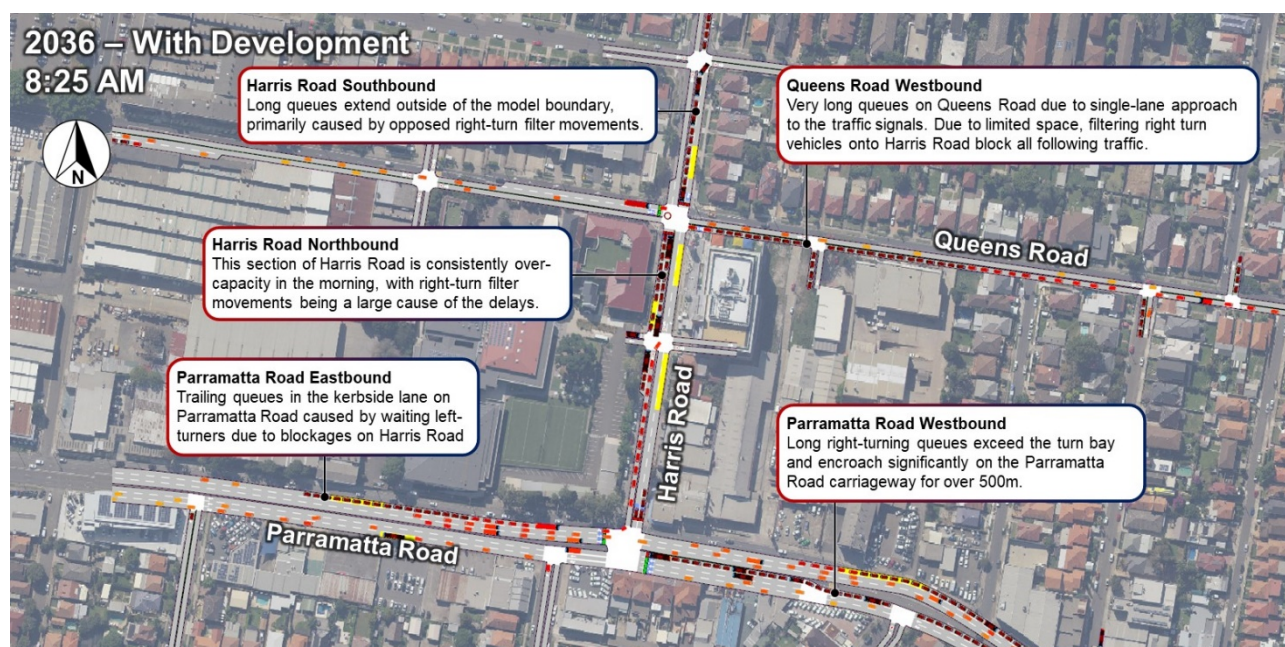 2036 – With Development
8:25 AM
N
Harris Road Southbound
Long queues extend outside of the model boundary,
primarily caused by opposed right-turn filter movements.
Queens Road Westbound
Very long queues on Queens Road due to single-lane approach
to the traffic signals. Due to limited space, filtering right turn
vehicles onto Harris Road block all following traffic.
Harris Road Northbound
This section of Harris Road is consistently over-
capacity in the morning, with right-turn filter
movements being a large cause of the delays.
Queens Road
Parramatta Road Eastbound
Trailing queues in the kerbside lane on
Parramatta Road caused by waiting left-
turners due to blockages on Harris Road
Harris Road
Parramatta Road Westbound
Long right-turning queues exceed the turn bay
and encroach significantly on the Parramatta
Road carriageway for over 500m.
Parramatta Road